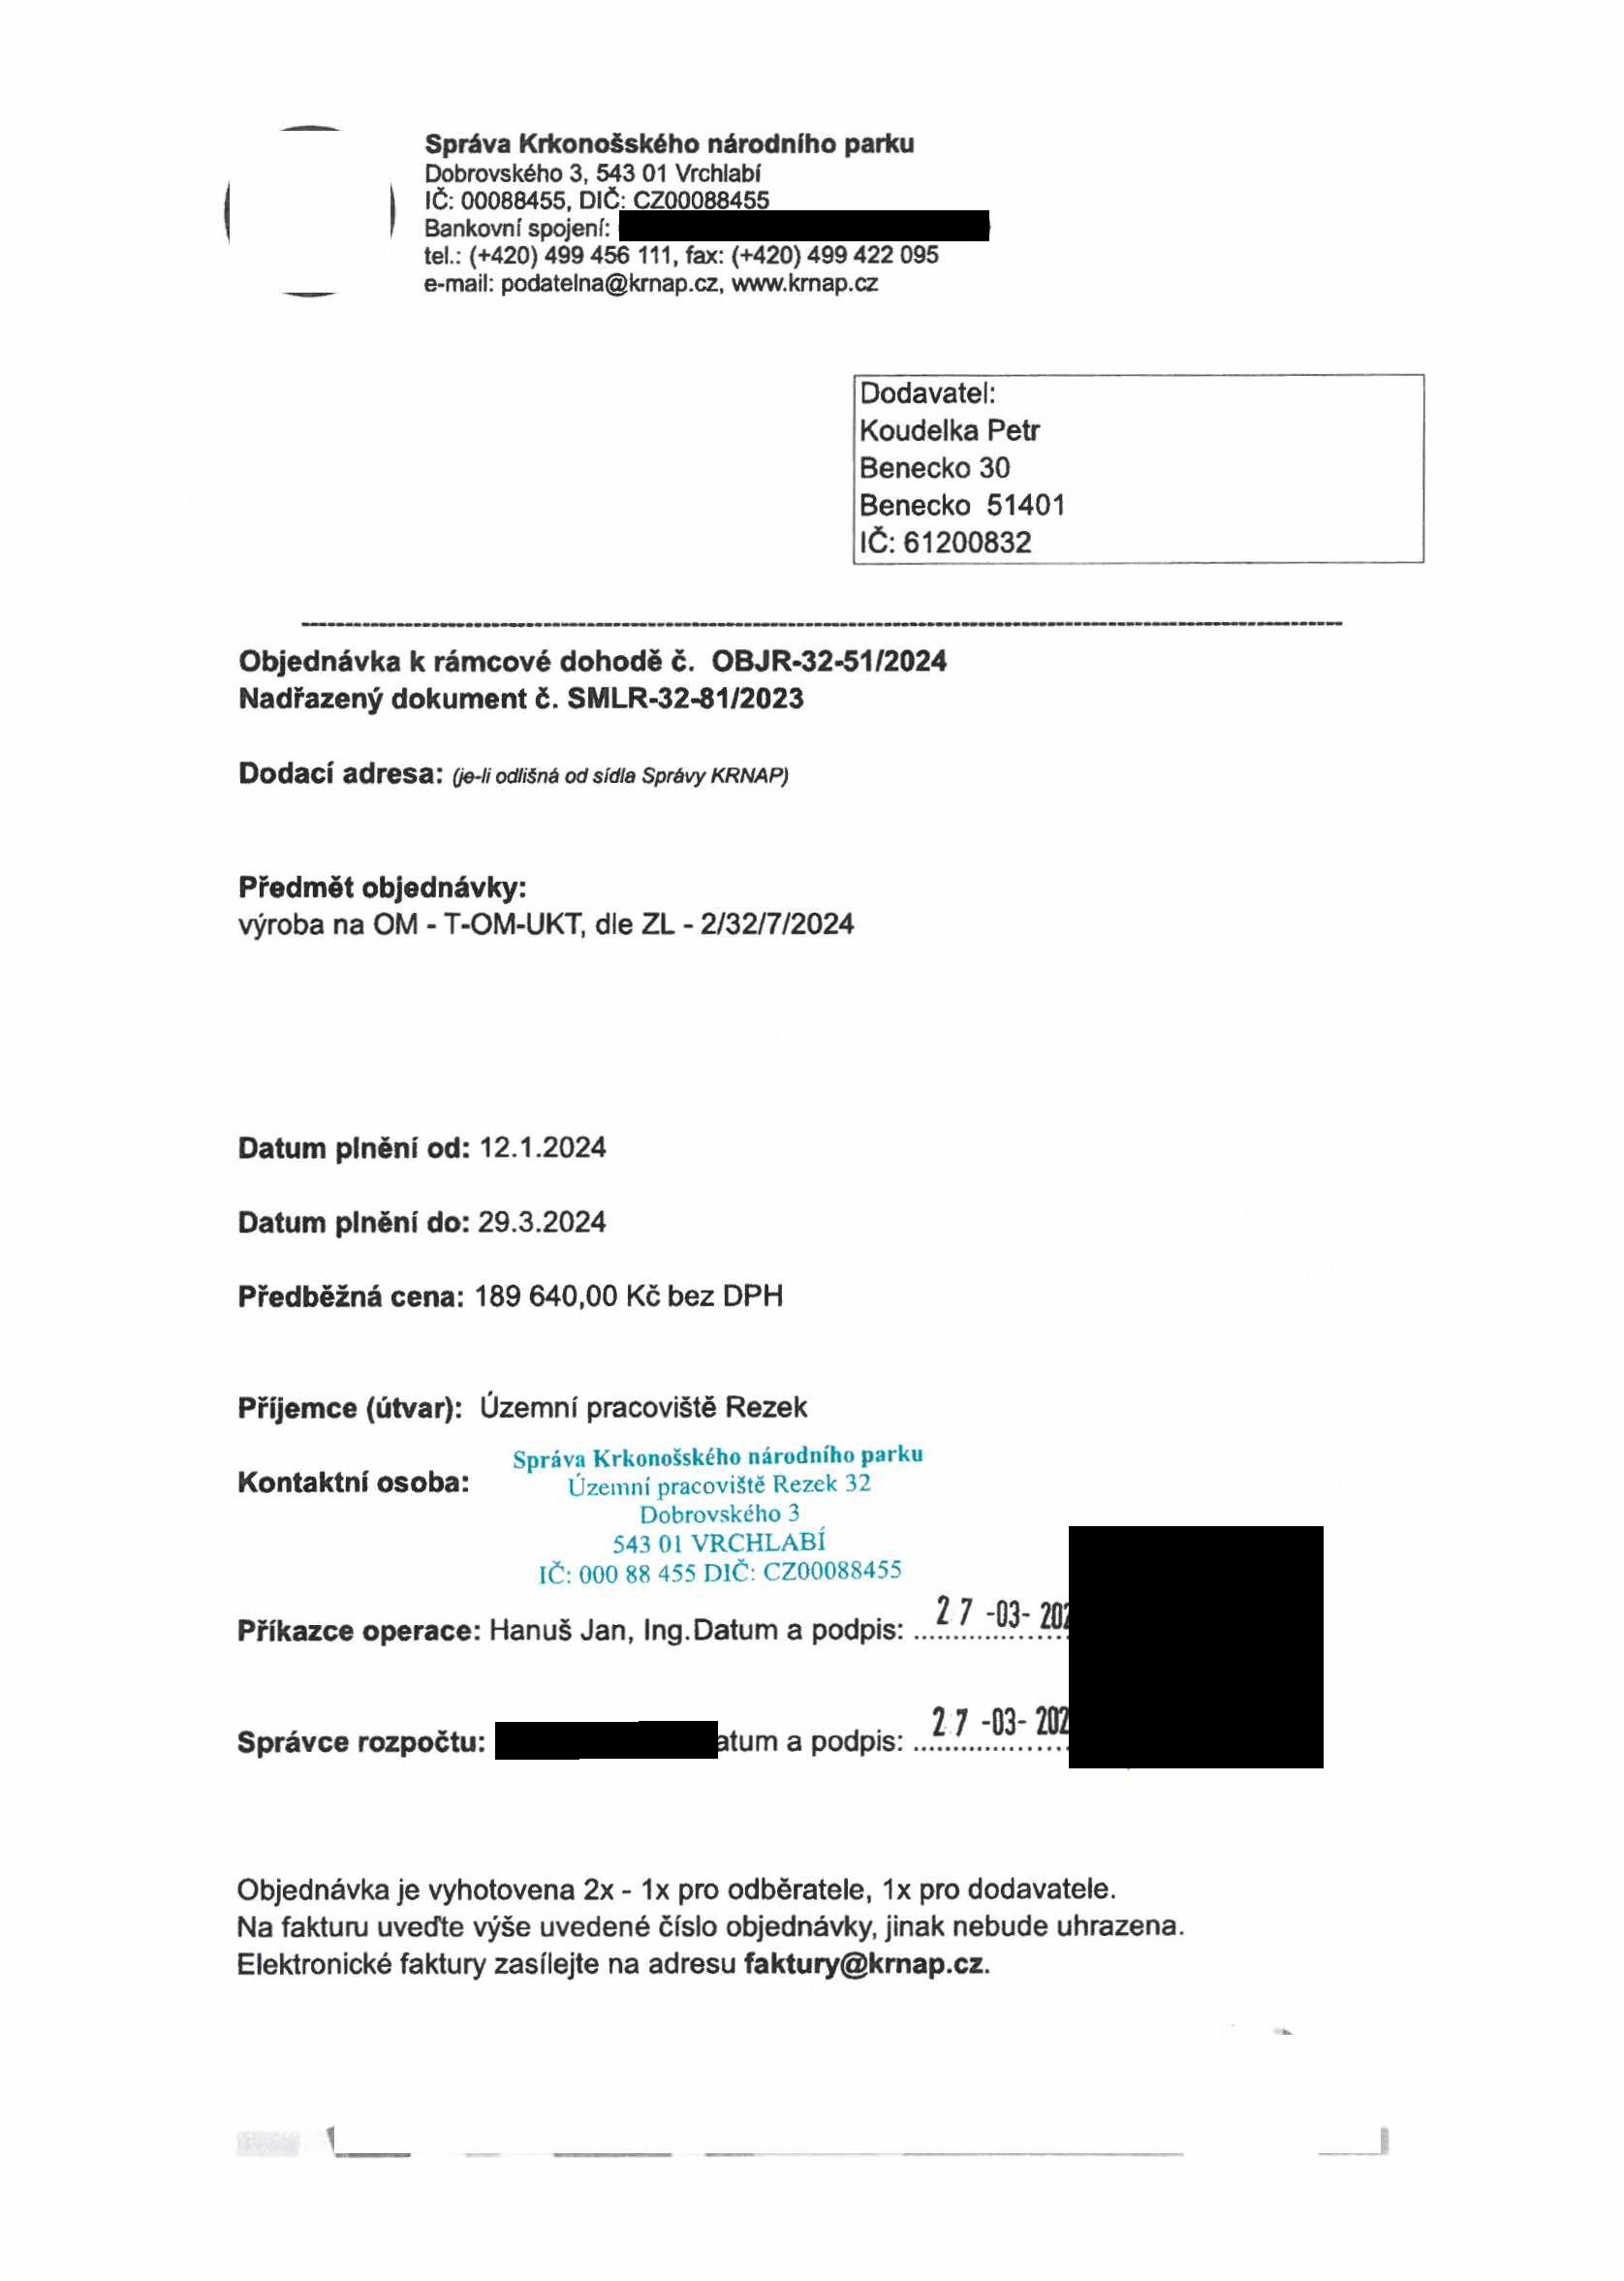 Správa Krkonošského národního parku
Dobrovského 3, 543 01 Vrchlabí
IČ: 00088455, DIČ: CZ00088455
Bankovní spojení:
tel.: (+420) 499 456 111, fax: (+420) 499 422 095
e-mail: podatelna@krnap.cz, www.krnap.cz
Dodavatel:
Koudelka Petr
Benecko 30
Benecko 51401
IČ: 61200832
Objednávka k rámcové dohodě č. OBJR-32-51/2024
Nadřazený dokument č. SMLR-32-81/2023
Dodací adresa: (je-li odlišná od sídla Správy KRNAP)
Předmět objednávky:
výroba na OM - T-OM-UKT, dle ZL - 2/32/7/2024
Datum plnění od: 12.1.2024
Datum plnění do: 29.3.2024
Předběžná cena: 189 640,00 Kč bez DPH
Příjemce (útvar): Územní pracoviště Rezek
Kontaktní osoba:
Správa Krkonošského národního parku
Územní pracoviště Rezek 32
Dobrovského 3
543 01 VRCHLABÍ
IČ: 000 88 455 DIČ: CZ00088455
Příkazce operace: Hanuš Jan, Ing. Datum a podpis: 27 -03- 202
Správce rozpočtu: atum a podpis: 27 -03- 202
Objednávka je vyhotovena 2x - 1x pro odběratele, 1x pro dodavatele.
Na fakturu uveďte výše uvedené číslo objednávky, jinak nebude uhrazena.
Elektronické faktury zasílejte na adresu faktury@krnap.cz.